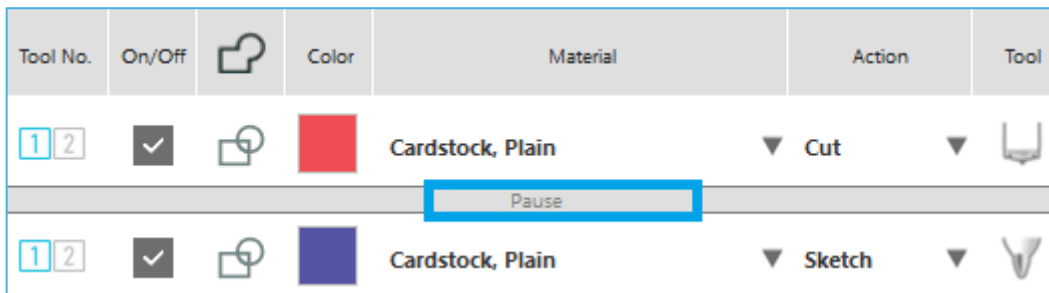 Tool No. On/Off Color Material Action Tool
1 2 Cardstock, Plain Cut
Pause
1 2 Cardstock, Plain Sketch